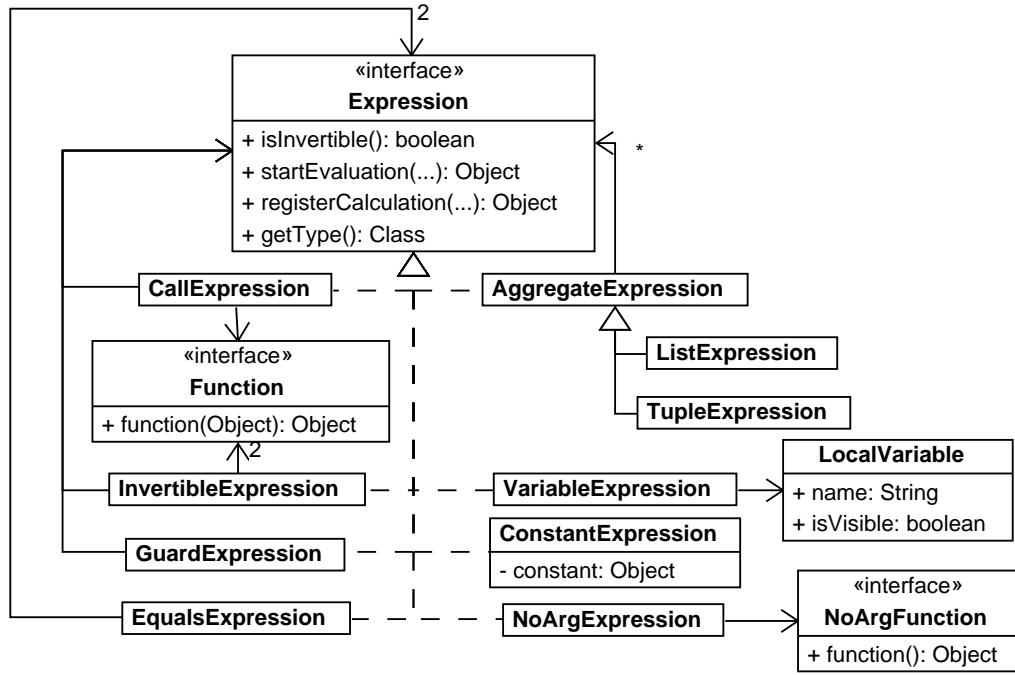 2
«interface»
Expression
+ isInvertible(): boolean
+ startEvaluation(...): Object
+ registerCalculation(...): Object
+ getType(): Class
*
CallExpression
AggregateExpression
«interface»
Function
+ function(Object): Object
2
ListExpression
TupleExpression
InvertibleExpression
VariableExpression
LocalVariable
+ name: String
+ isVisible: boolean
GuardExpression
ConstantExpression
- constant: Object
EqualsExpression
NoArgExpression
«interface»
NoArgFunction
+ function(): Object